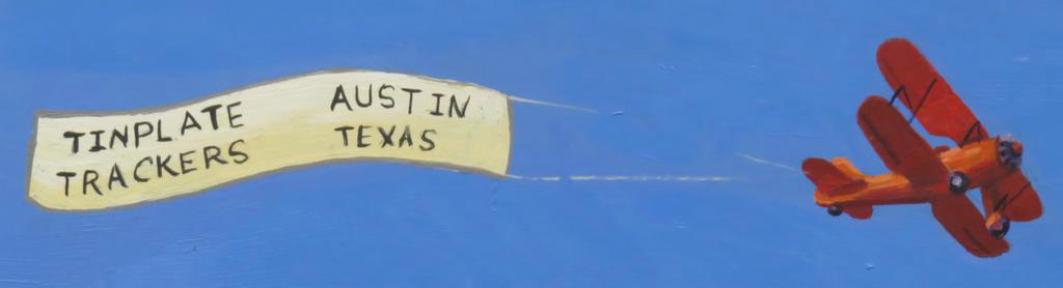 TINPLATE
TRACKERS
AUSTIN
TEXAS